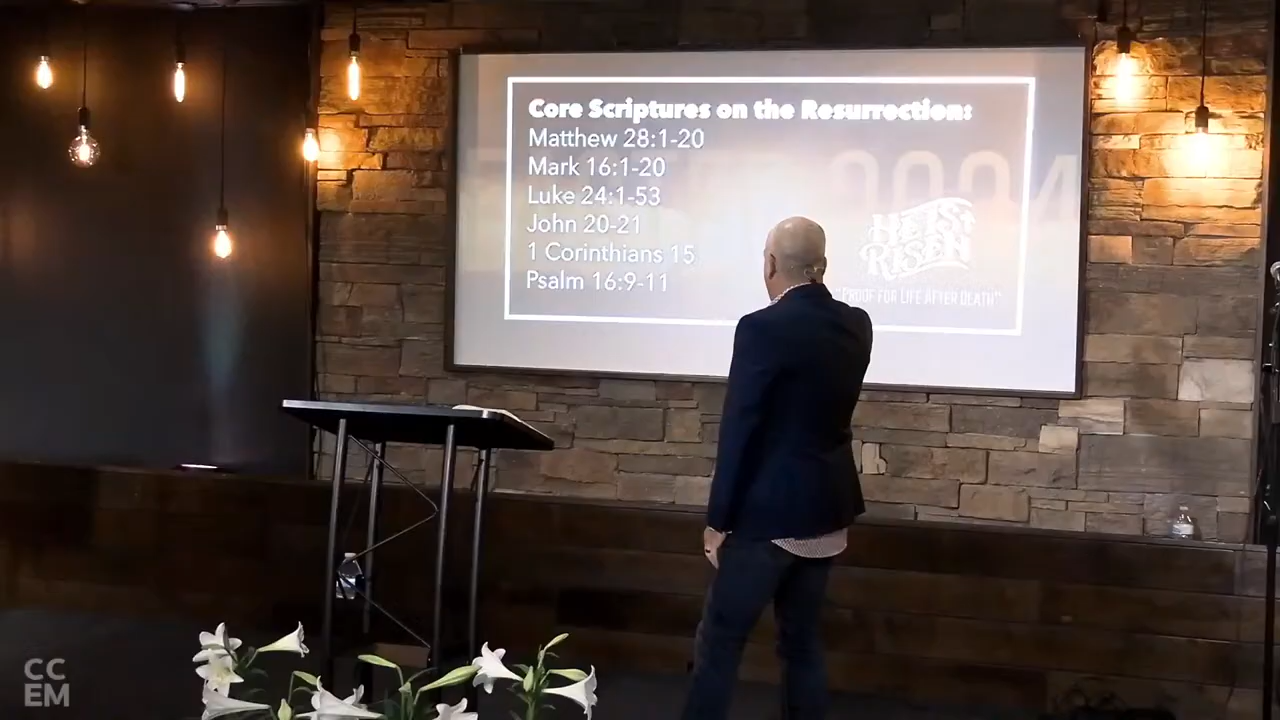 Core Scriptures on the Resurrection:
Matthew 28:1-20
Mark 16:1-20
Luke 24:1-53
John 20-21
1 Corinthians 15
Psalm 16:9-11
HE IS
RISEN
"PROOF FOR LIFE AFTER DEATH"
CC
EM